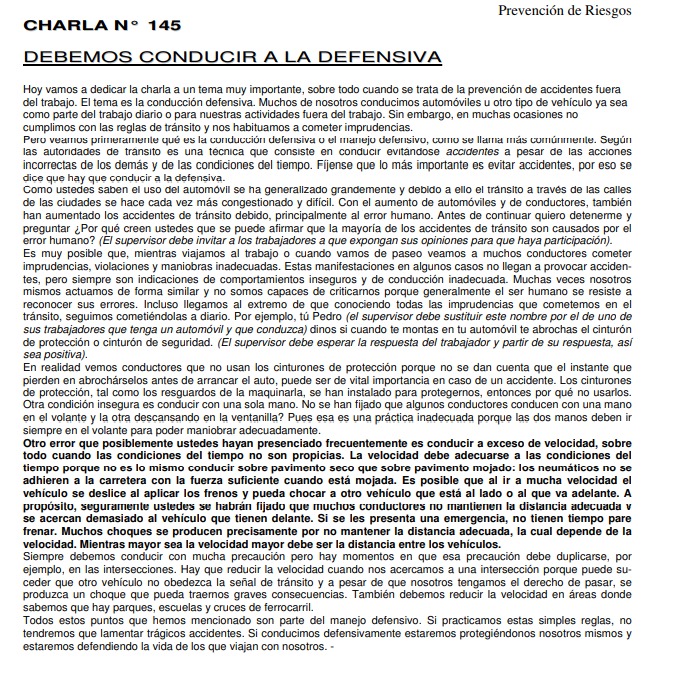 Prevención de Riesgos
CHARLA N° 145
DEBEMOS CONDUCIR A LA DEFENSIVA
Hoy vamos a dedicar la charla a un tema muy importante, sobre todo cuando se trata de la prevención de accidentes fuera
del trabajo. El tema es la conducción defensiva. Muchos de nosotros conducimos automóviles u otro tipo de vehículo ya sea
como parte del trabajo diario o para nuestras actividades fuera del trabajo. Sin embargo, en muchas ocasiones no
cumplimos con las reglas de tránsito y nos habituamos a cometer imprudencias.
Pero veamos primeramente qué es la conducción defensiva o el manejo defensivo, como se llama más comúnmente. Según
las autoridades de tránsito es una técnica que consiste en conducir evitándose accidentes a pesar de las acciones
incorrectas de los demás y de las condiciones del tiempo. Fíjense que lo más importante es evitar accidentes, por eso se
dice que hay que conducir a la defensiva.
Como ustedes saben el uso del automóvil se ha generalizado grandemente y debido a ello el tránsito a través de las calles
de las ciudades se hace cada vez más congestionado y difícil. Con el aumento de automóviles y de conductores, también
han aumentado los accidentes de tránsito debido, principalmente al error humano. Antes de continuar quiero detenerme y
preguntar ¿Por qué creen ustedes que se puede afirmar que la mayoría de los accidentes de tránsito son causados por el
error humano? (El supervisor debe invitar a los trabajadores a que expongan sus opiniones para que haya participación).
Es muy posible que, mientras viajamos al trabajo o cuando vamos de paseo veamos a muchos conductores cometer
imprudencias, violaciones y maniobras inadecuadas. Estas manifestaciones en algunos casos no llegan a provocar acciden-
tes, pero siempre son indicaciones de comportamientos inseguros y de conducción inadecuada. Muchas veces nosotros
mismos actuamos de forma similar y no somos capaces de criticarnos porque generalmente el ser humano se resiste a
reconocer sus errores. Incluso llegamos al extremo de que conociendo todas las imprudencias que cometemos en el
tránsito, seguimos cometiéndolas a diario. Por ejemplo, tú Pedro (el supervisor debe sustituir este nombre por el de uno de
sus trabajadores que tenga un automóvil y que conduzca) dinos si cuando te montas en tu automóvil te abrochas el cinturón
de protección o cinturón de seguridad. (El supervisor debe esperar la respuesta del trabajador y partir de su respuesta, así
sea positiva).
En realidad vemos conductores que no usan los cinturones de protección porque no se dan cuenta que el instante que
pierden en abrochárselos antes de arrancar el auto, puede ser de vital importancia en caso de un accidente. Los cinturones
de protección, tal como los resguardos de la maquinarla, se han instalado para protegernos, entonces por qué no usarlos.
Otra condición insegura es conducir con una sola mano. No se han fijado que algunos conductores conducen con una mano
en el volante y la otra descansando en la ventanilla? Pues esa es una práctica inadecuada porque las dos manos deben ir
siempre en el volante para poder maniobrar adecuadamente.
Otro error que posiblemente ustedes hayan presenciado frecuentemente es conducir a exceso de velocidad, sobre
todo cuando las condiciones del tiempo no son propicias. La velocidad debe adecuarse a las condiciones del
tiempo porque no es lo mismo conducir sobre pavimento seco que sobre pavimento mojado: los neumáticos no se
adhieren a la carretera con la fuerza suficiente cuando está mojada. Es posible que al ir a mucha velocidad el
vehículo se deslice al aplicar los frenos y pueda chocar a otro vehículo que está al lado o al que va adelante. A
propósito, seguramente ustedes se habrán fijado que muchos conductores no mantienen la distancia adecuada v
se acercan demasiado al vehículo que tienen delante. Si se les presenta una emergencia, no tienen tiempo pare
frenar. Muchos choques se producen precisamente por no mantener la distancia adecuada, la cual depende de la
velocidad. Mientras mayor sea la velocidad mayor debe ser la distancia entre los vehículos.
Siempre debemos conducir con mucha precaución pero hay momentos en que esa precaución debe duplicarse, por
ejemplo, en las intersecciones. Hay que reducir la velocidad cuando nos acercamos a una intersección porque puede su-
ceder que otro vehículo no obedezca la señal de tránsito y a pesar de que nosotros tengamos el derecho de pasar, se
produzca un choque que pueda traernos graves consecuencias. También debemos reducir la velocidad en áreas donde
sabemos que hay parques, escuelas y cruces de ferrocarril.
Todos estos puntos que hemos mencionado son parte del manejo defensivo. Si practicamos estas simples reglas, no
tendremos que lamentar trágicos accidentes. Si conducimos defensivamente estaremos protegiéndonos nosotros mismos y
estaremos defendiendo la vida de los que viajan con nosotros. -